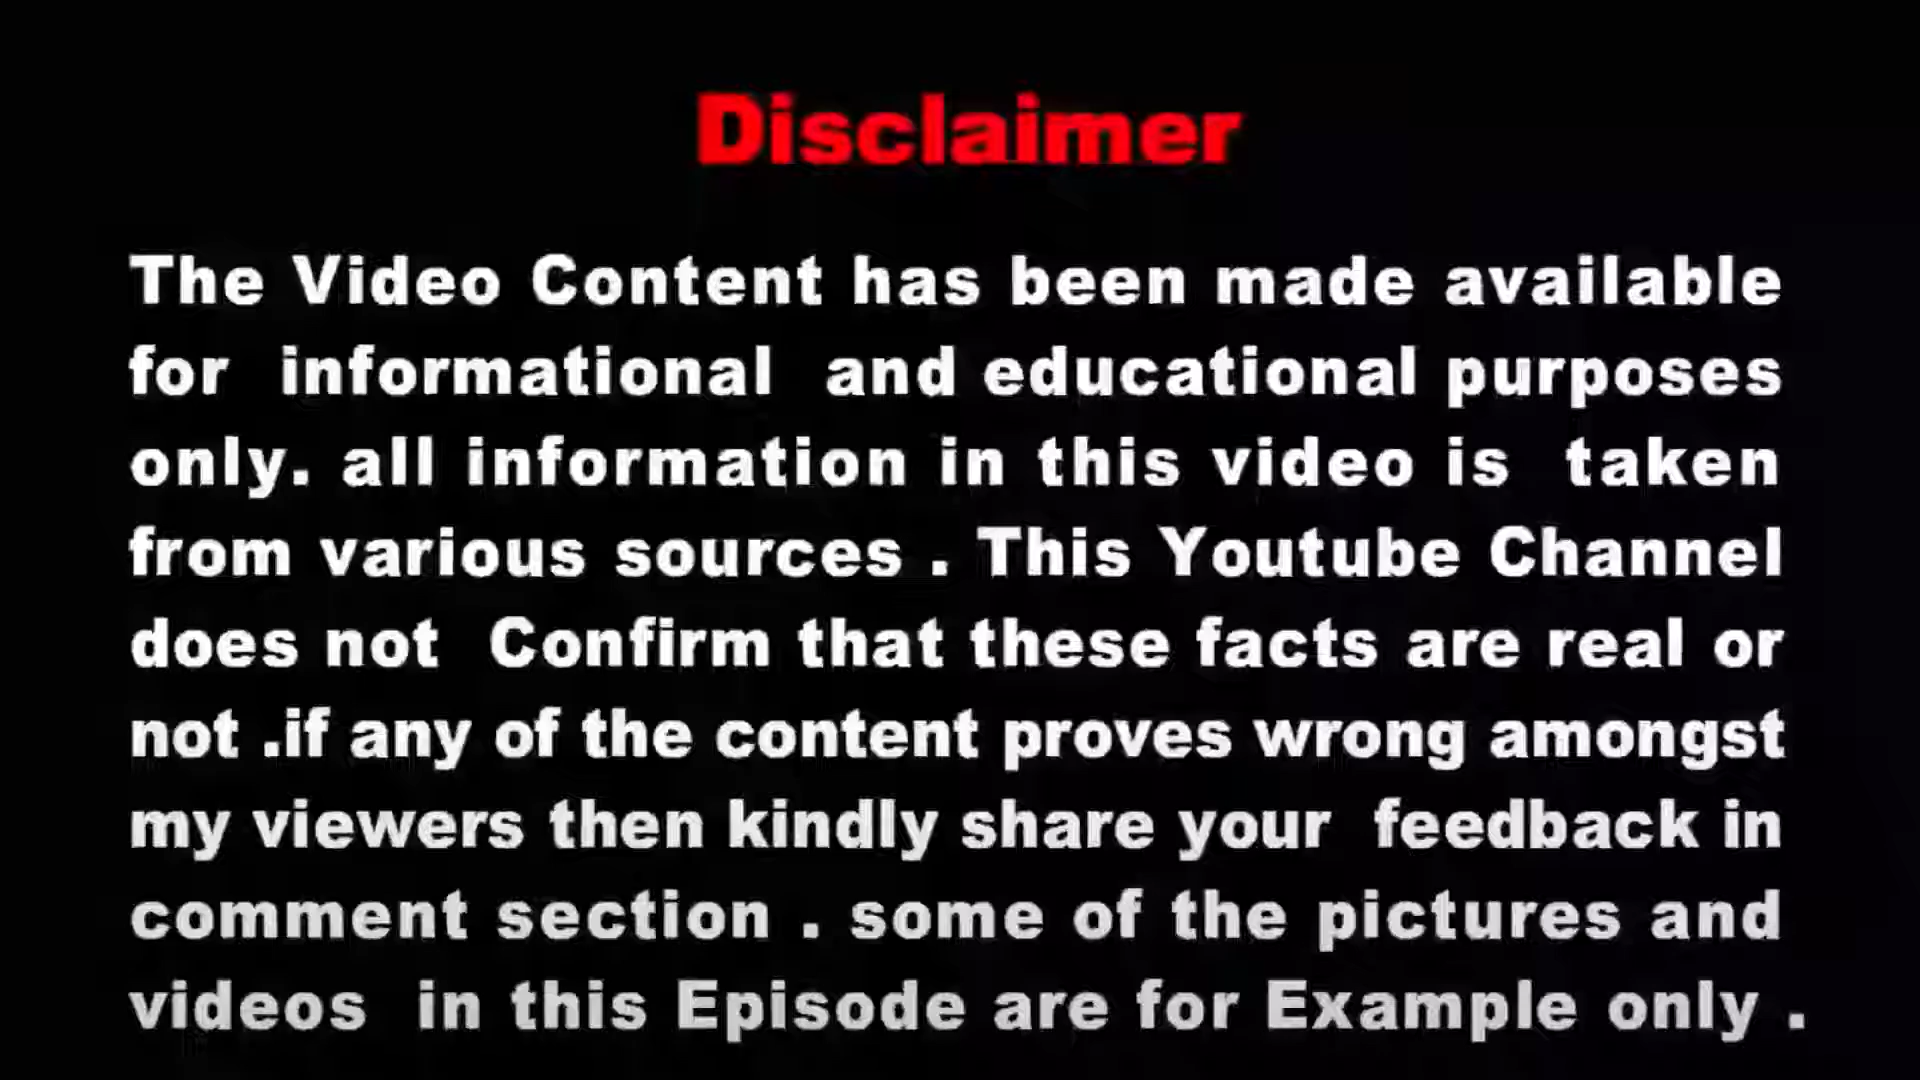 Disclaimer
The Video Content has been made available
for informational and educational purposes
only. all information in this video is taken
from various sources . This Youtube Channel
does not Confirm that these facts are real or
not .if any of the content proves wrong amongst
my viewers then kindly share your feedback in
comment section . some of the pictures and
videos in this Episode are for Example only .